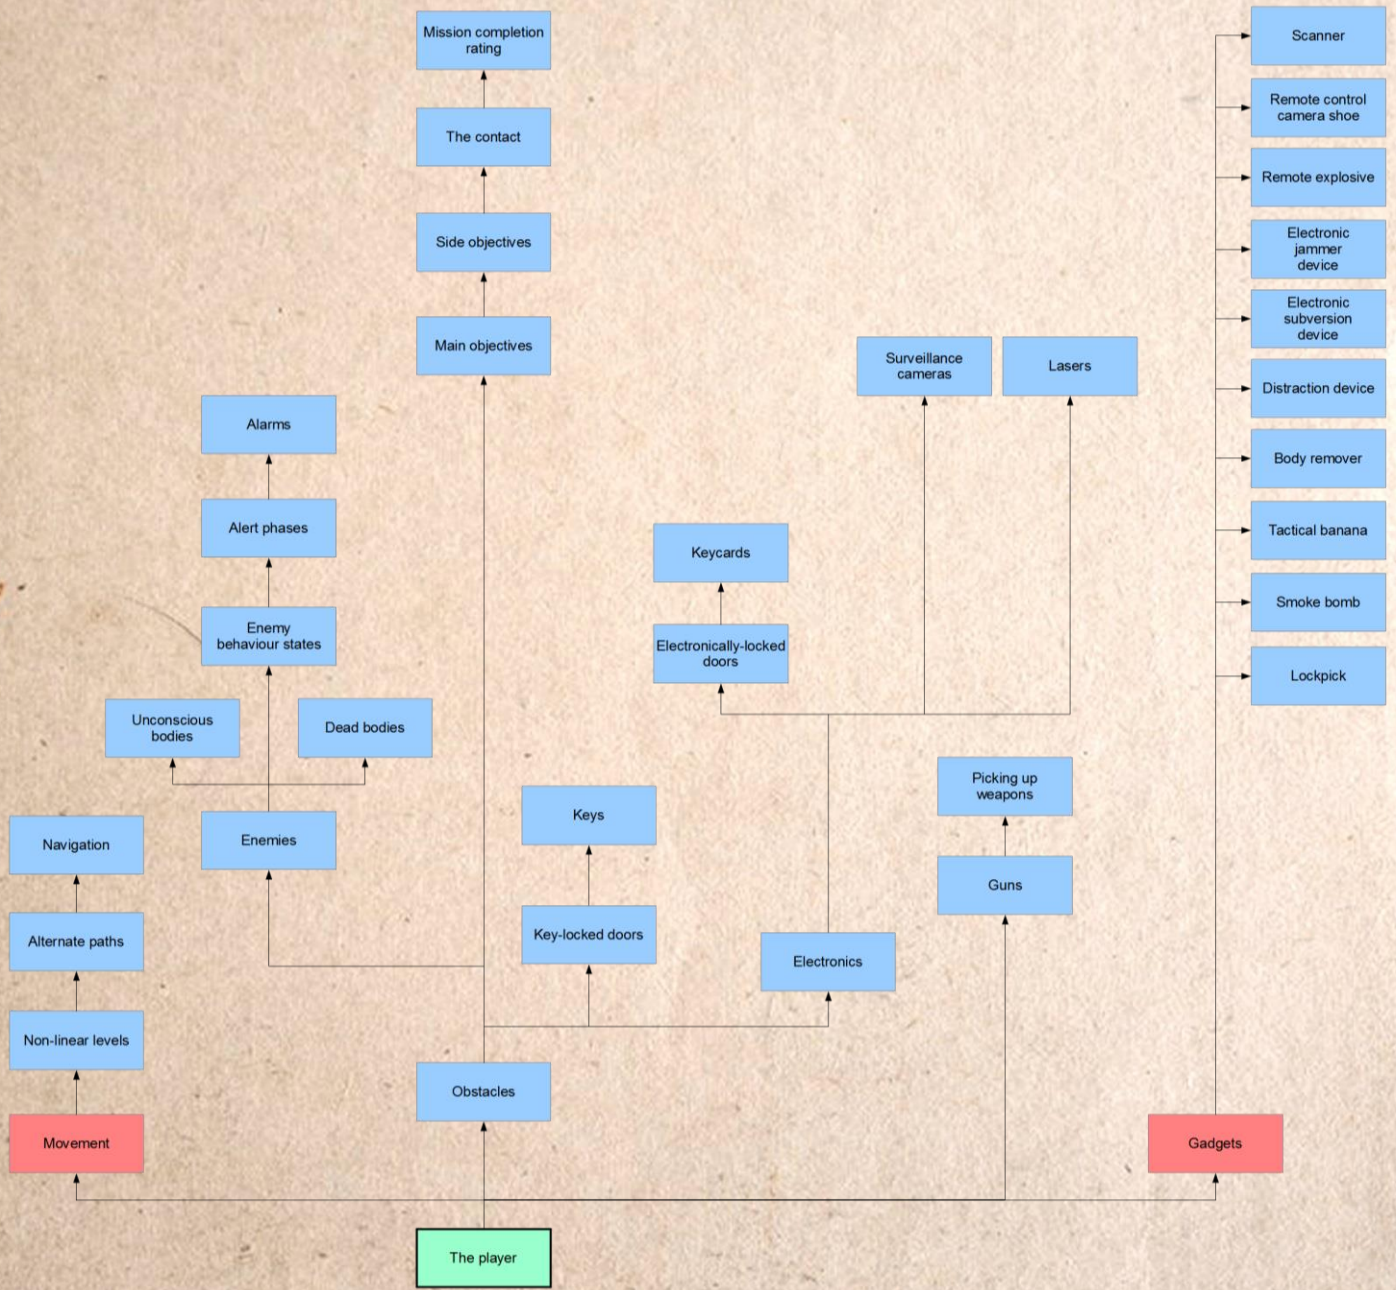 Mission completion
rating
Scanner
Remote control
camera shoe
The contact
Remote explosive
Side objectives
Electronic
jammer
device
Electronic
subversion
device
Main objectives
Surveillance
cameras
Lasers
Distraction device
Alarms
Body remover
Alert phases
Tactical banana
Keycards
Smoke bomb
Enemy
behaviour states
Electronically-locked
doors
Lockpick
Unconscious
bodies
Dead bodies
Picking up
weapons
Keys
Navigation
Enemies
Guns
Alternate paths
Key-locked doors
Electronics
Non-linear levels
Obstacles
Movement
Gadgets
The player